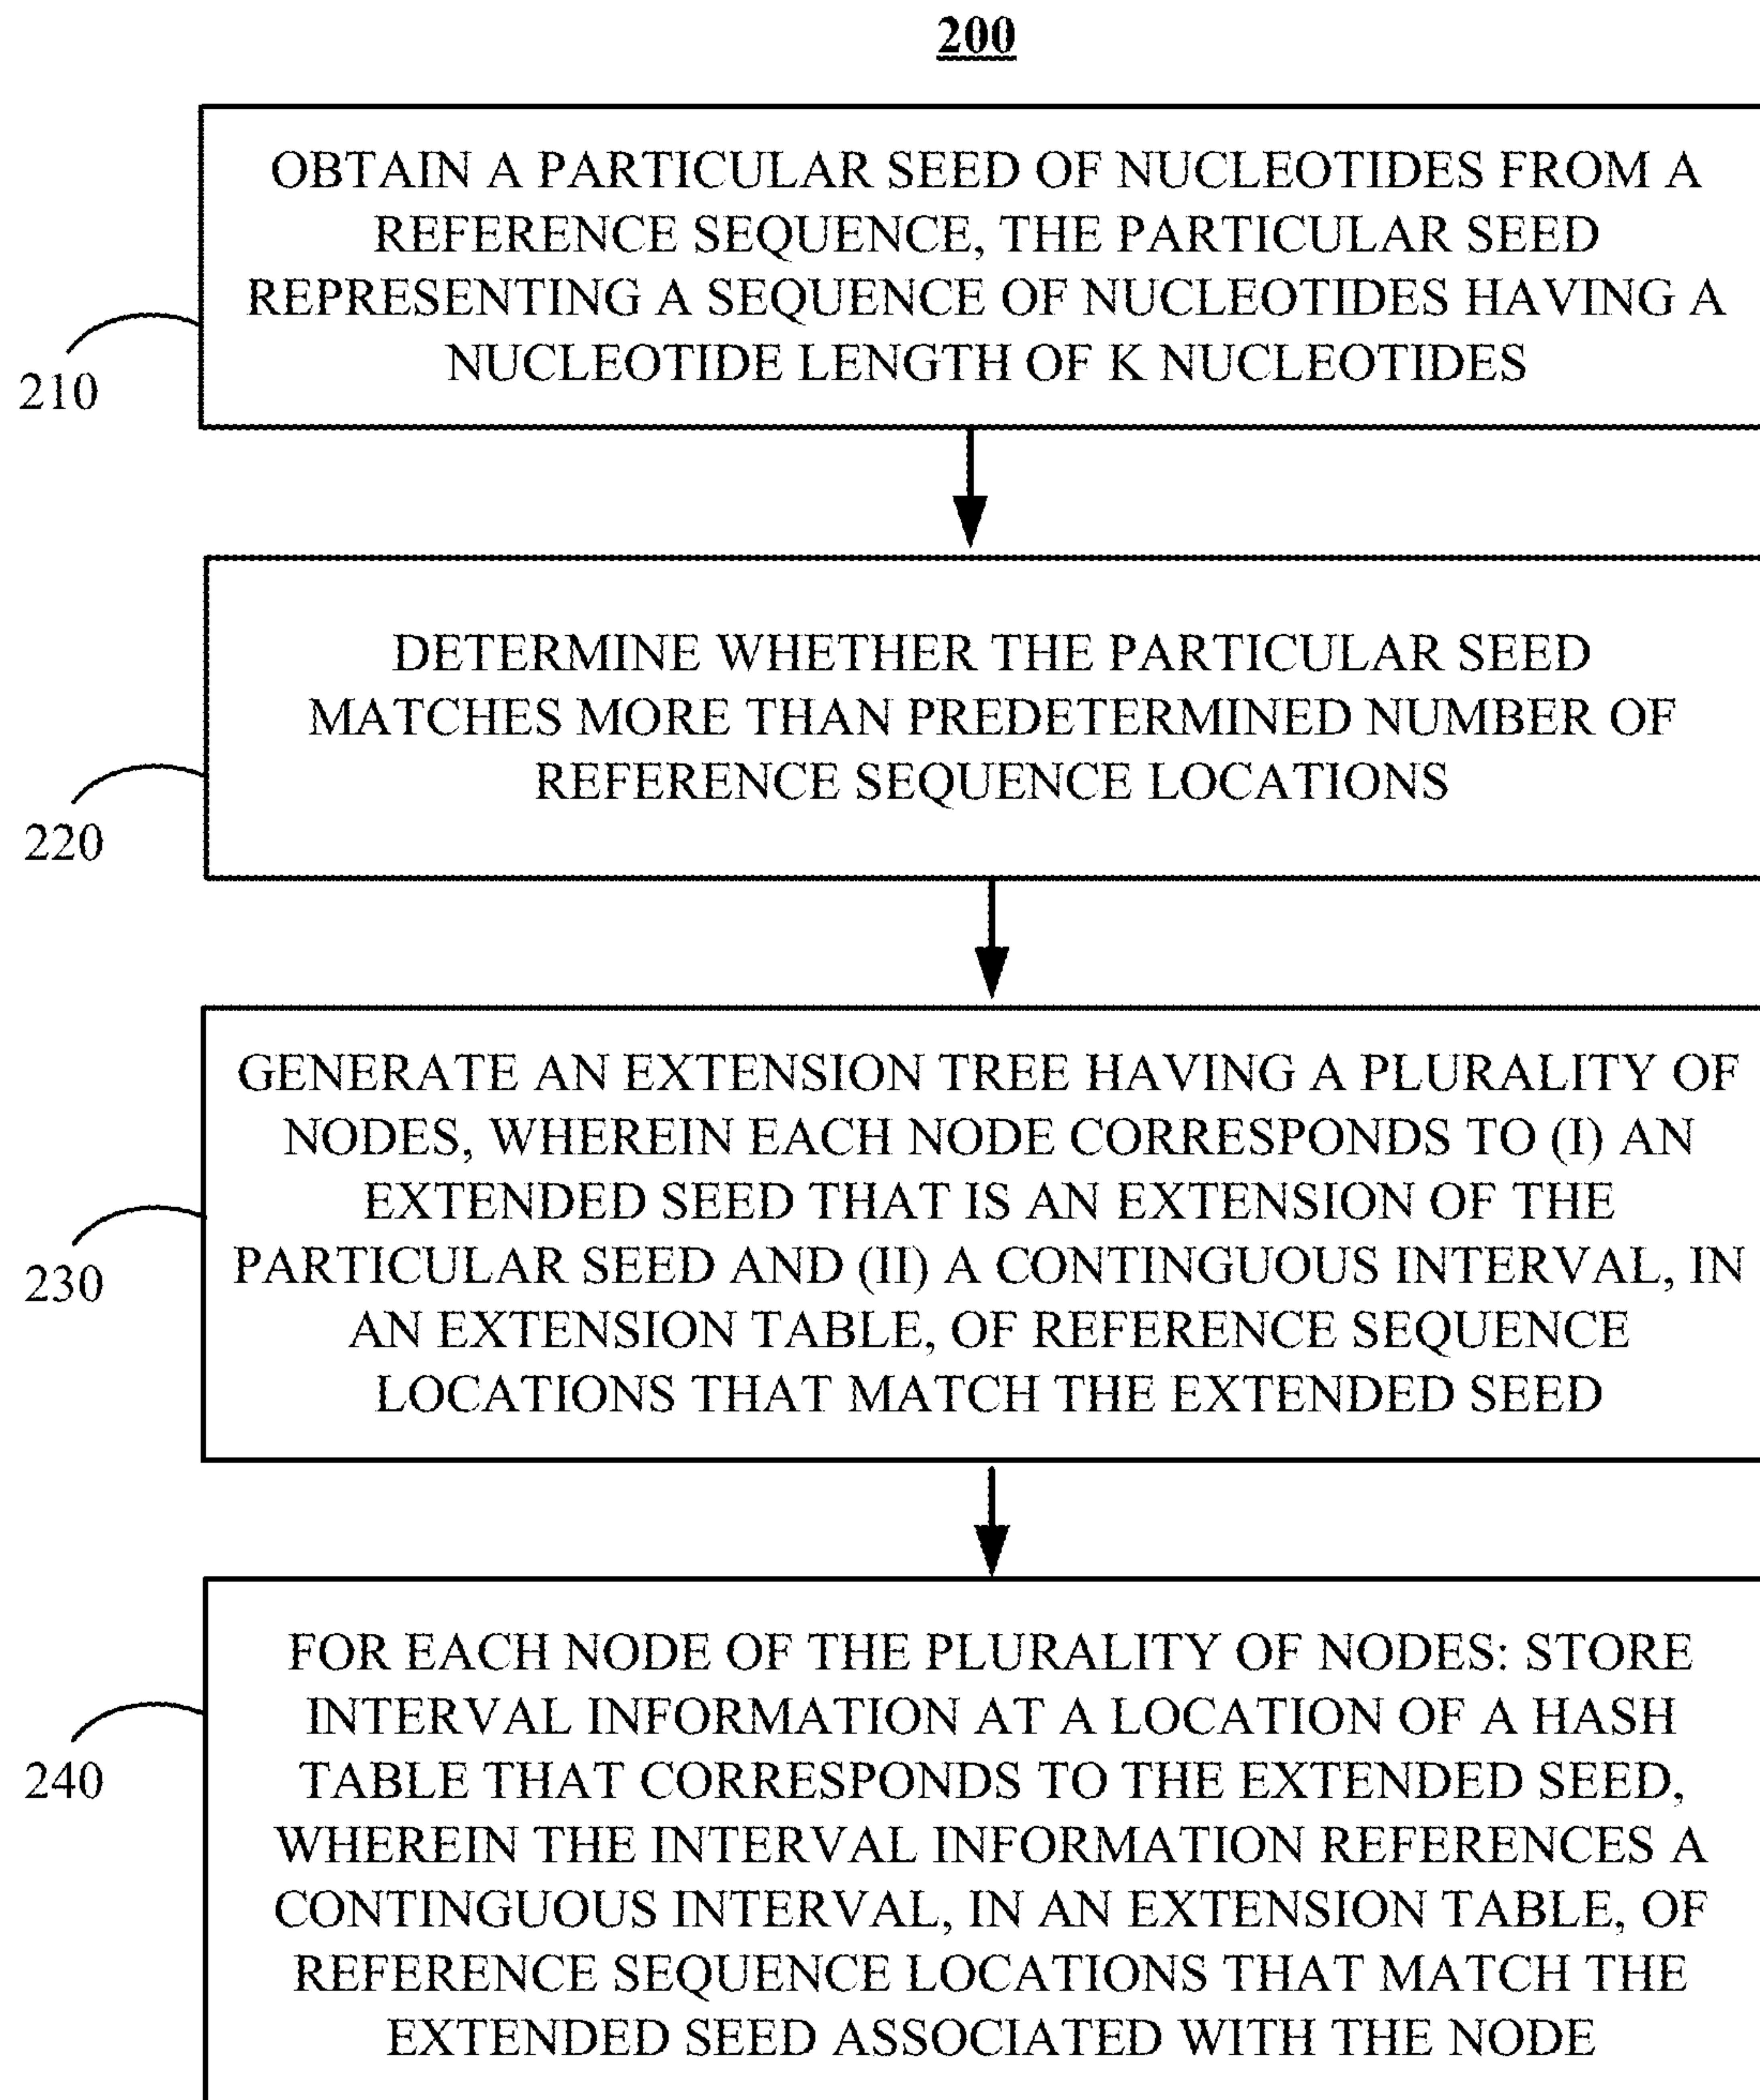 200
OBTAIN A PARTICULAR SEED OF NUCLEOTIDES FROM A
REFERENCE SEQUENCE, THE PARTICULAR SEED
REPRESENTING A SEQUENCE OF NUCLEOTIDES HAVING A
NUCLEOTIDE LENGTH OF K NUCLEOTIDES
210
DETERMINE WHETHER THE PARTICULAR SEED
MATCHES MORE THAN PREDETERMINED NUMBER OF
REFERENCE SEQUENCE LOCATIONS
220
GENERATE AN EXTENSION TREE HAVING A PLURALITY OF
NODES, WHEREIN EACH NODE CORRESPONDS TO (I) AN
EXTENDED SEED THAT IS AN EXTENSION OF THE
PARTICULAR SEED AND (II) A CONTINGUOUS INTERVAL, IN
AN EXTENSION TABLE, OF REFERENCE SEQUENCE
LOCATIONS THAT MATCH THE EXTENDED SEED
230
FOR EACH NODE OF THE PLURALITY OF NODES: STORE
INTERVAL INFORMATION AT A LOCATION OF A HASH
TABLE THAT CORRESPONDS TO THE EXTENDED SEED,
WHEREIN THE INTERVAL INFORMATION REFERENCES A
CONTINGUOUS INTERVAL, IN AN EXTENSION TABLE, OF
REFERENCE SEQUENCE LOCATIONS THAT MATCH THE
EXTENDED SEED ASSOCIATED WITH THE NODE
240